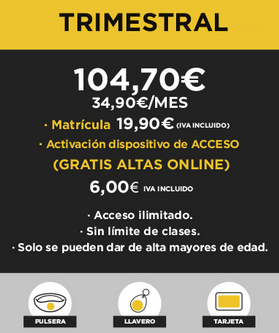 TRIMESTRAL
104,70€
34,90€/MES
· Matrícula 19,90€ (IVA INCLUIDO)
· Activación dispositivo de ACCESO
(GRATIS ALTAS ONLINE)
6,00€ IVA INCLUIDO
· Acceso ilimitado.
· Sin límite de clases.
· Solo se pueden dar de alta mayores de edad.
PULSERA LLAVERO TARJETA